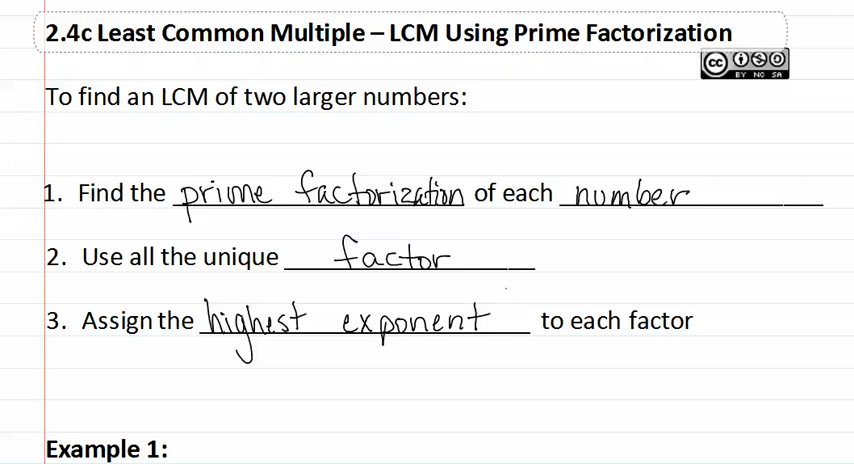 2.4c Least Common Multiple – LCM Using Prime Factorization
cc BY NC SA
To find an LCM of two larger numbers:
1. Find the prime factorization of each number
2. Use all the unique factor
3. Assign the highest exponent to each factor
Example 1: